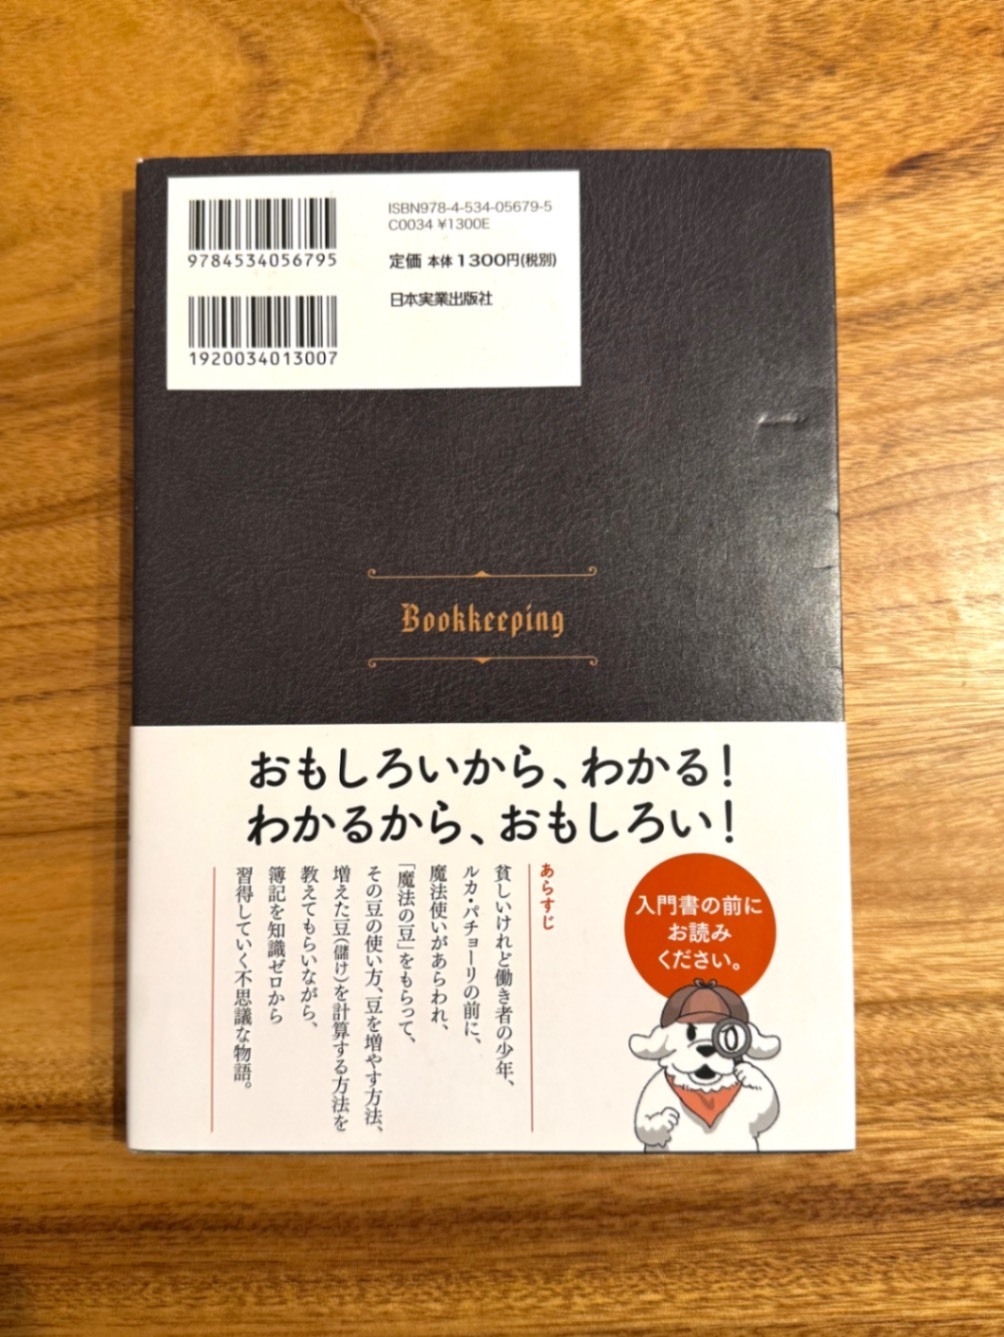 9784534056795
1920034013007
ISBN978-4-534-05679-5
C0034 ¥1300E
定価 本体1300円(税別)
日本実業出版社
Bookkeeping
おもしろいから、わかる!
わかるから、おもしろい!
入門書の前に
お読み
ください。
あらすじ
貧しいけれど働き者の少年、
ルカ・パチョーリの前に、
魔法使いがあらわれ、
「魔法の豆」をもらって、
その豆の使い方、豆を増やす方法、
増えた豆(儲け)を計算する方法を
教えてもらいながら、
簿記を知識ゼロから
習得していく不思議な物語。